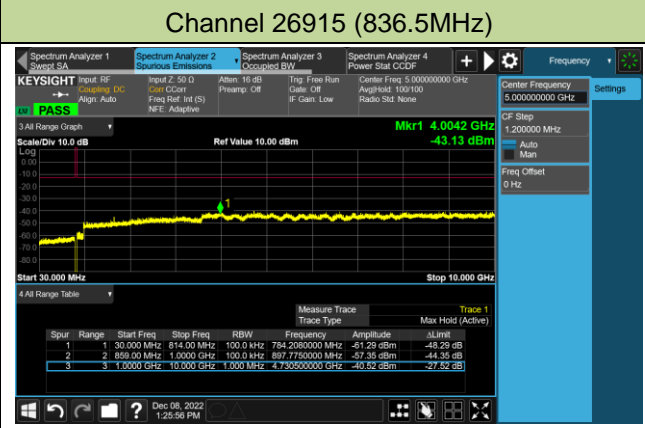 Channel 26915 (836.5MHz)
Spectrum Analyzer 1
Swept SA
Spectrum Analyzer 2
Spurious Emissions
Spectrum Analyzer 3
Occupied BW
Spectrum Analyzer 4
Power Stat CCDF
Frequency
KEYSIGHT
Input: RF
Coupling: DC
Align: Auto
Input Z: 50 Ω
Corr CCorr
Freq Ref: Int (S)
NFE: Adaptive
Atten: 16 dB
Preamp: Off
Trig: Free Run
Gate: Off
IF Gain: Low
Center Freq: 5.000000000 GHz
Avg|Hold: 100/100
Radio Std: None
PASS
Center Frequency
5.000000000 GHz
Settings
CF Step
1.200000 MHz
Auto
Man
Freq Offset
0 Hz
3 All Range Graph
Mkr1 4.0042 GHz
Scale/Div 10.0 dB
Ref Value 10.00 dBm
-43.13 dBm
Log
0.00
-10.0
-20.0
-30.0
-40.0
-50.0
-60.0
-70.0
-80.0
1
Start 30.000 MHz
Stop 10.000 GHz
4 All Range Table
Measure Trace Trace 1
Trace Type Max Hold (Active)
Spur Range Start Freq Stop Freq RBW Frequency Amplitude ΔLimit
1 1 30.000 MHz 814.00 MHz 100.0 kHz 784.2080000 MHz -61.29 dBm -48.29 dB
2 2 859.00 MHz 1.0000 GHz 100.0 kHz 897.7750000 MHz -57.35 dBm -44.35 dB
3 3 1.0000 GHz 10.000 GHz 1.000 MHz 4.730500000 GHz -40.52 dBm -27.52 dB
Dec 08, 2022
1:25:56 PM